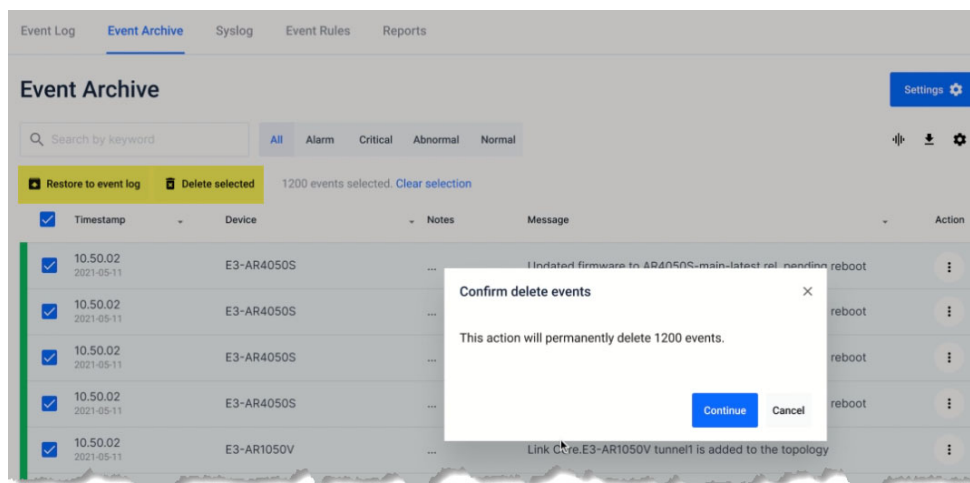 Event Log Event Archive Syslog Event Rules Reports
Event Archive
Settings
Search by keyword All Alarm Critical Abnormal Normal
Restore to event log Delete selected 1200 events selected. Clear selection
Timestamp Device Notes Message Action
10.50.02
2021-05-11
E3-AR4050S ... Updated firmware to AR4050S-main-latest.rel, pending reboot
Confirm delete events
This action will permanently delete 1200 events.
Continue Cancel
10.50.02
2021-05-11
E3-AR4050S ... reboot
10.50.02
2021-05-11
E3-AR4050S ... reboot
10.50.02
2021-05-11
E3-AR4050S ... reboot
10.50.02
2021-05-11
E3-AR1050V ... Link E3-AR1050V tunnel1 is added to the topology